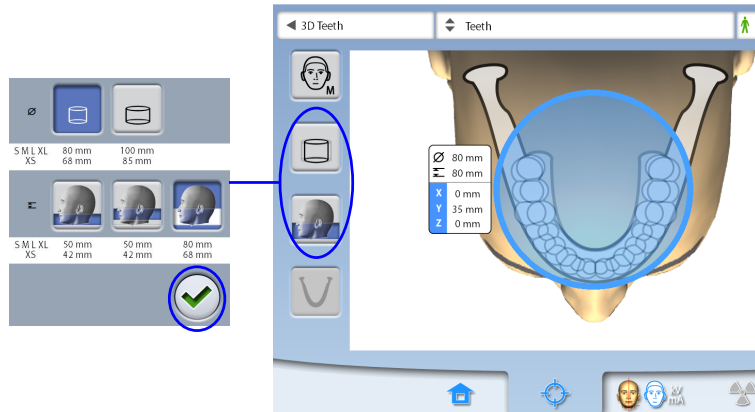 3D Teeth
Teeth
M
Ø
S M L XL 80 mm 100 mm
XS 68 mm 85 mm
S M L XL 50 mm 50 mm 80 mm
XS 42 mm 42 mm 68 mm
Ø 80 mm
80 mm
X 0 mm
Y 35 mm
Z 0 mm
kV
mA